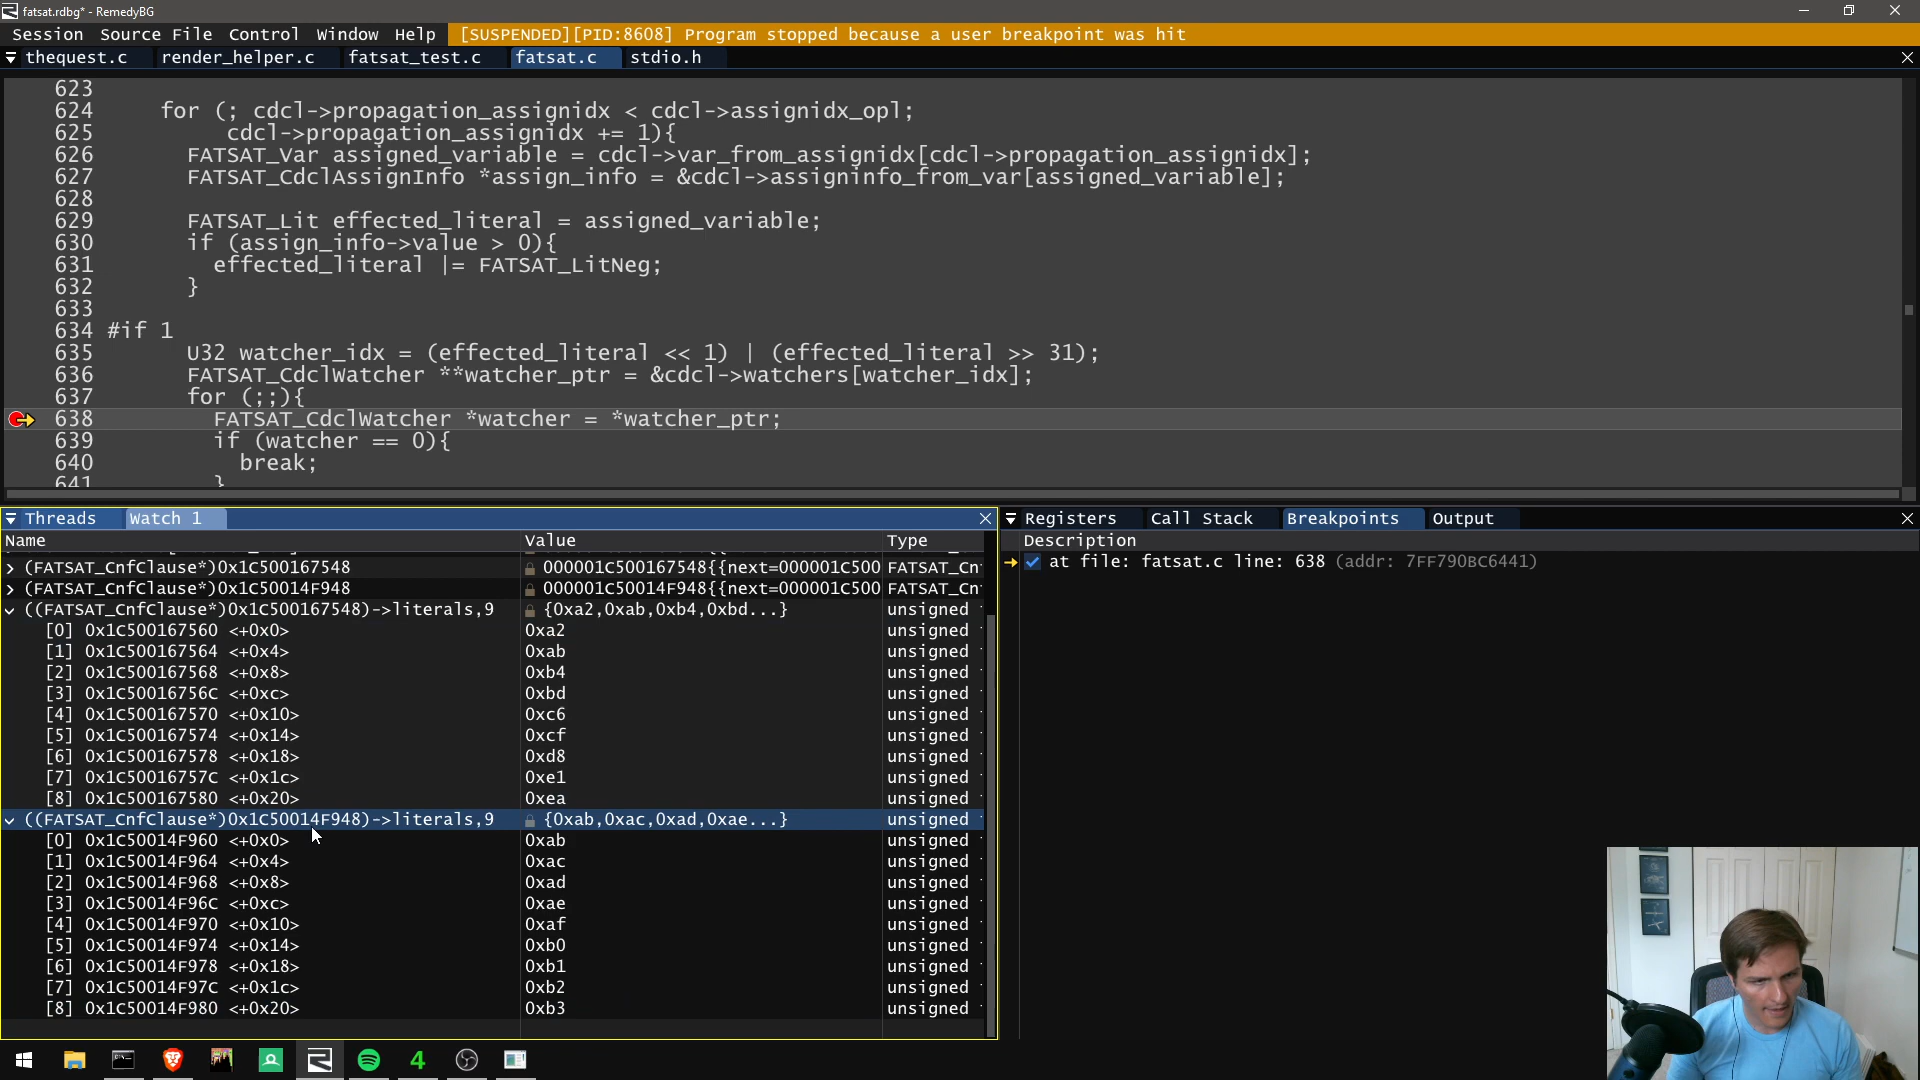 fatsat.rdbg* - RemedyBG
Session Source File Control Window Help [SUSPENDED][PID:8608] Program stopped because a user breakpoint was hit
thequest.c render_helper.c fatsat_test.c fatsat.c stdio.h
623
624 for (; cdcl->propagation_assignidx < cdcl->assignidx_opl;
625 cdcl->propagation_assignidx += 1){
626 FATSAT_Var assigned_variable = cdcl->var_from_assignidx[cdcl->propagation_assignidx];
627 FATSAT_CdclAssignInfo *assign_info = &cdcl->assigninfo_from_var[assigned_variable];
628
629 FATSAT_Lit effected_literal = assigned_variable;
630 if (assign_info->value > 0){
631 effected_literal |= FATSAT_LitNeg;
632 }
633
634 #if 1
635 U32 watcher_idx = (effected_literal << 1) | (effected_literal >> 31);
636 FATSAT_CdclWatcher **watcher_ptr = &cdcl->watchers[watcher_idx];
637 for (;;){
638 FATSAT_CdclWatcher *watcher = *watcher_ptr;
639 if (watcher == 0){
640 break;
641 }
Threads Watch 1
Name Value Type
(FATSAT_CnfClause*)0x1C500167548 000001C500167548{{next=000001C500 FATSAT_Cn
(FATSAT_CnfClause*)0x1C50014F948 000001C50014F948{{next=000001C500 FATSAT_Cn
((FATSAT_CnfClause*)0x1C500167548)->literals,9 {0xa2,0xab,0xb4,0xbd...} unsigned
[0] 0x1C500167560 <+0x0> 0xa2 unsigned
[1] 0x1C500167564 <+0x4> 0xab unsigned
[2] 0x1C500167568 <+0x8> 0xb4 unsigned
[3] 0x1C50016756C <+0xc> 0xbd unsigned
[4] 0x1C500167570 <+0x10> 0xc6 unsigned
[5] 0x1C500167574 <+0x14> 0xcf unsigned
[6] 0x1C500167578 <+0x18> 0xd8 unsigned
[7] 0x1C50016757C <+0x1c> 0xe1 unsigned
[8] 0x1C500167580 <+0x20> 0xea unsigned
((FATSAT_CnfClause*)0x1C50014F948)->literals,9 {0xab,0xac,0xad,0xae...} unsigned
[0] 0x1C50014F960 <+0x0> 0xab unsigned
[1] 0x1C50014F964 <+0x4> 0xac unsigned
[2] 0x1C50014F968 <+0x8> 0xad unsigned
[3] 0x1C50014F96C <+0xc> 0xae unsigned
[4] 0x1C50014F970 <+0x10> 0xaf unsigned
[5] 0x1C50014F974 <+0x14> 0xb0 unsigned
[6] 0x1C50014F978 <+0x18> 0xb1 unsigned
[7] 0x1C50014F97C <+0x1c> 0xb2 unsigned
[8] 0x1C50014F980 <+0x20> 0xb3 unsigned
Registers Call Stack Breakpoints Output
Description
at file: fatsat.c line: 638 (addr: 7FF790BC6441)
4